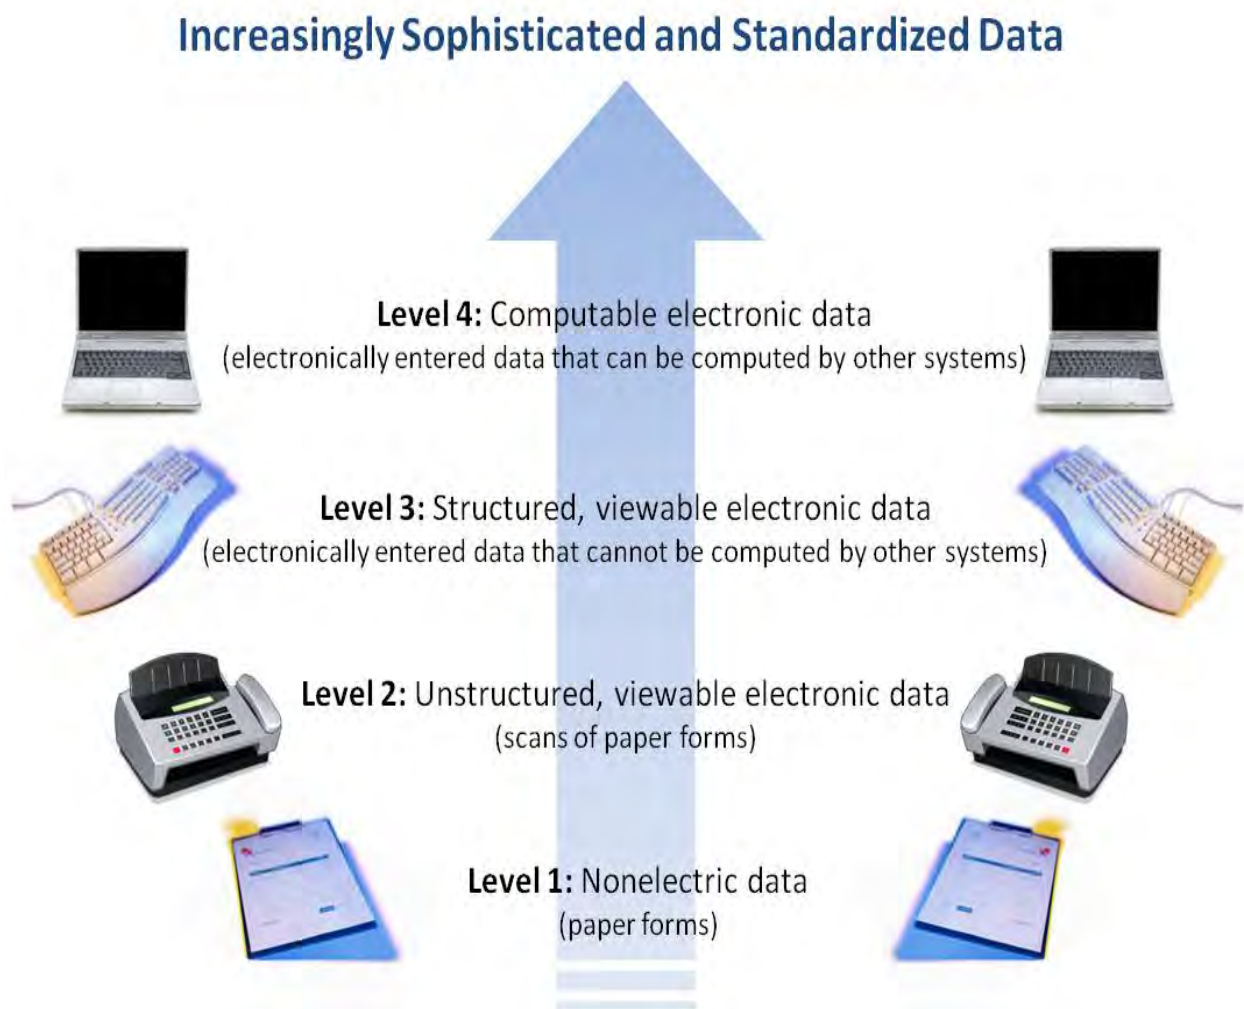 Increasingly Sophisticated and Standardized Data
Level 4: Computable electronic data
(electronically entered data that can be computed by other systems)
Level 3: Structured, viewable electronic data
(electronically entered data that cannot be computed by other systems)
Level 2: Unstructured, viewable electronic data
(scans of paper forms)
Level 1: Nonelectric data
(paper forms)